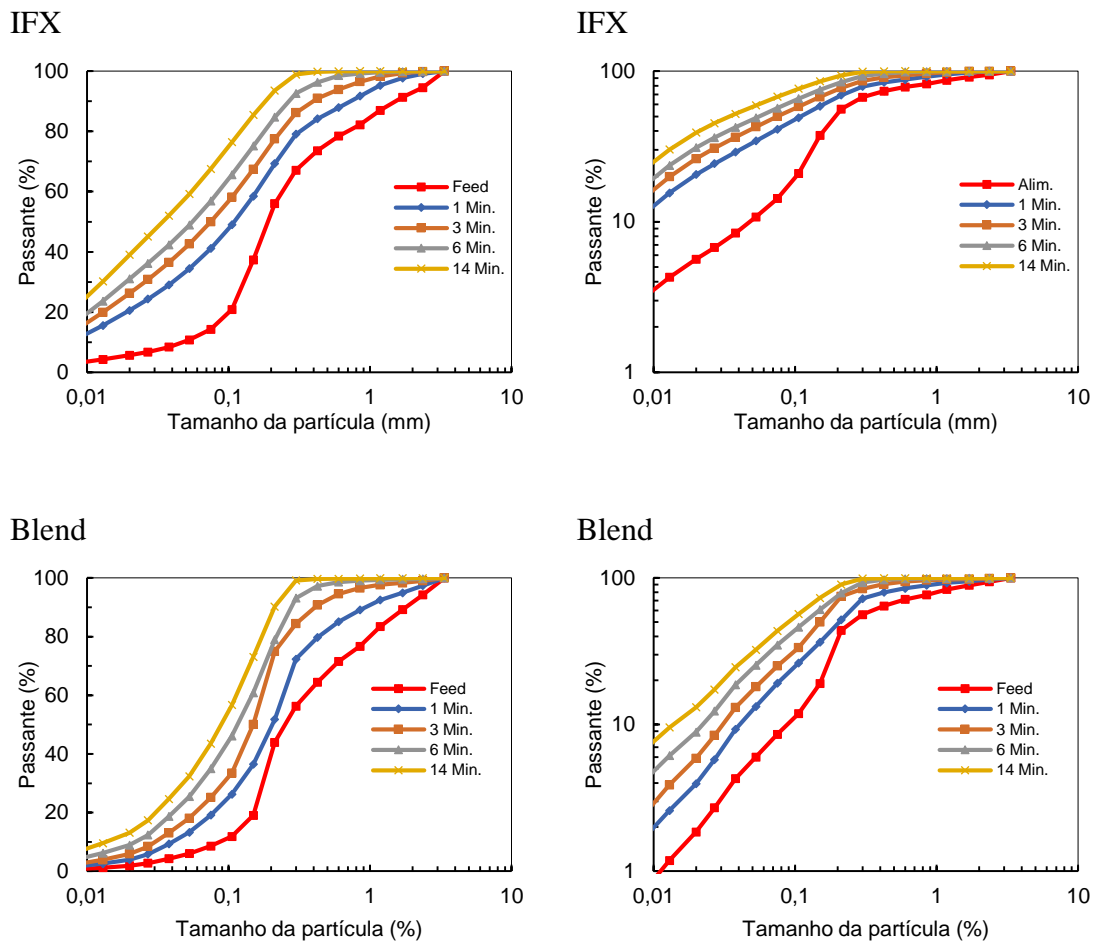 IFX
Passante (%)
100
80
60
40
20
0
Feed
1 Min.
3 Min.
6 Min.
14 Min.
0,01
0,1
1
10
Tamanho da partícula (mm)
IFX
Passante (%)
100
10
1
Alim.
1 Min.
3 Min.
6 Min.
14 Min.
0,01
0,1
1
10
Tamanho da partícula (mm)
Blend
Passante (%)
100
80
60
40
20
0
Feed
1 Min.
3 Min.
6 Min.
14 Min.
0,01
0,1
1
10
Tamanho da partícula (%)
Blend
Passante (%)
100
10
1
Feed
1 Min.
3 Min.
6 Min.
14 Min.
0,01
0,1
1
10
Tamanho da partícula (%)